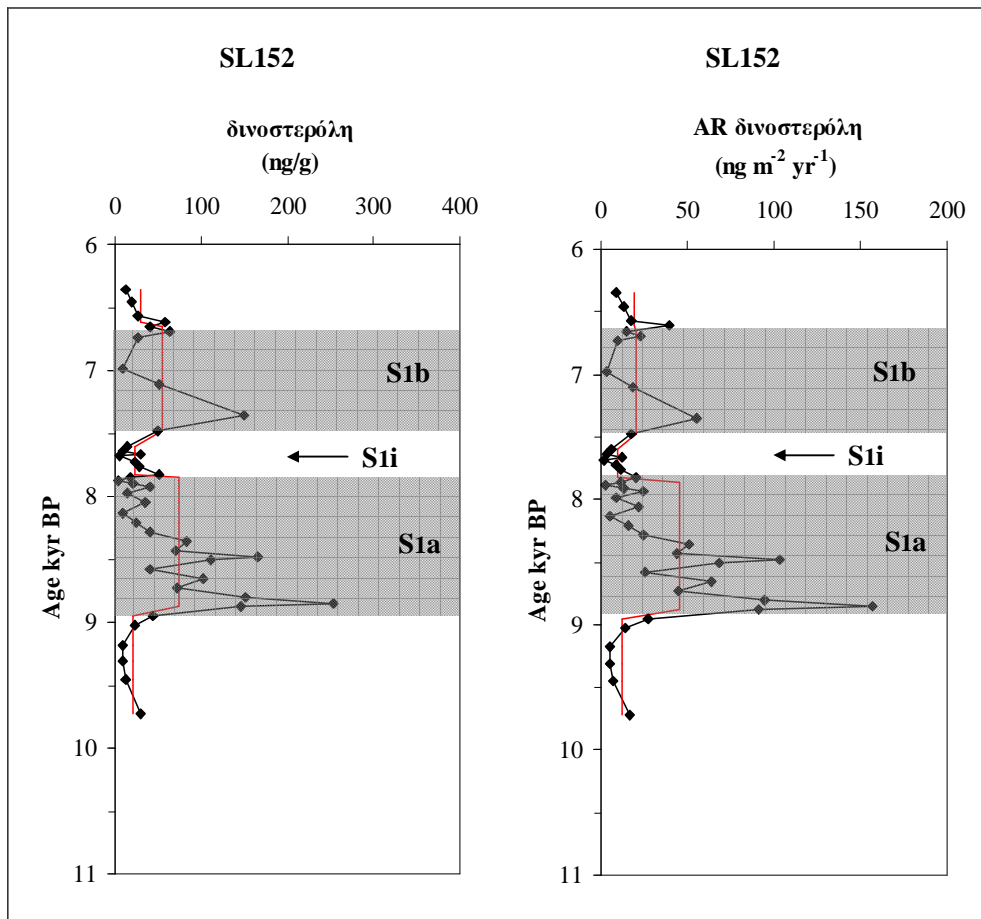 SL152
δινοστερόλη
(ng/g)
0 100 200 300 400
6
7
8
9
10
11
Age kyr BP
S1b
S1i
S1a
SL152
AR δινοστερόλη
(ng m⁻² yr⁻¹)
0 50 100 150 200
6
7
8
9
10
11
Age kyr BP
S1b
S1i
S1a